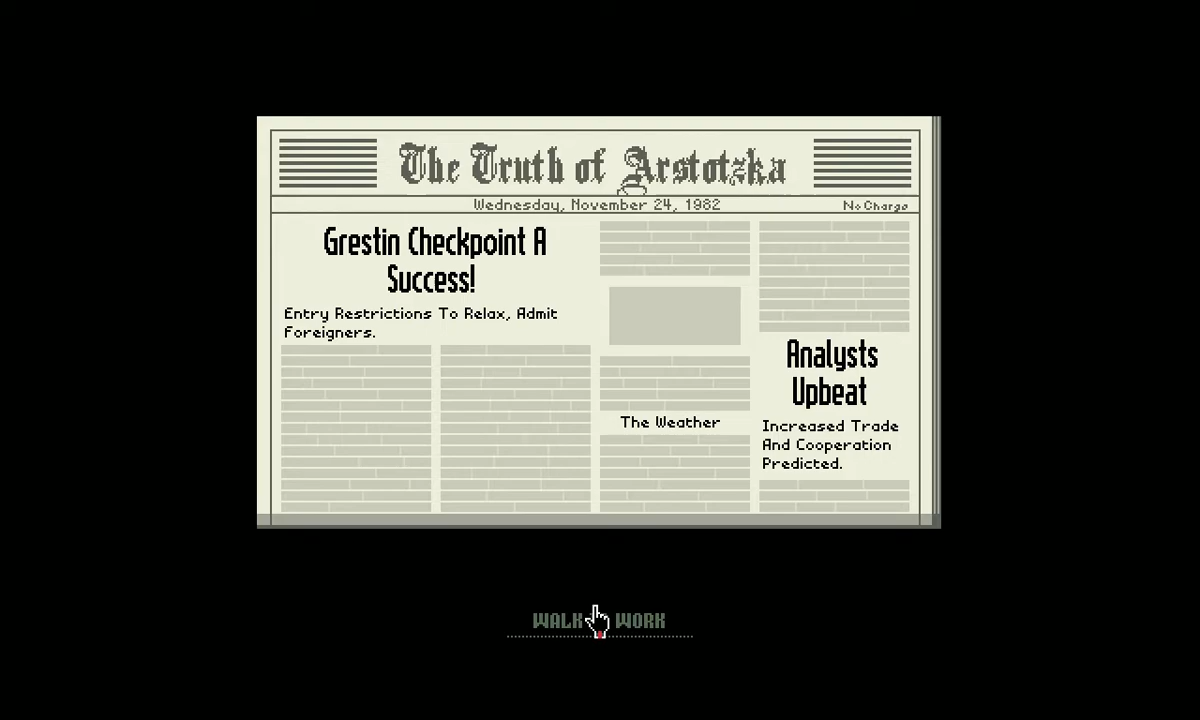 The Truth of Arstotzka
Wednesday, November 24, 1982
No Charge
Grestin Checkpoint A
Success!
Entry Restrictions To Relax, Admit
Foreigners.
The Weather
Analysts
Upbeat
Increased Trade
And Cooperation
Predicted.
WALK WORK